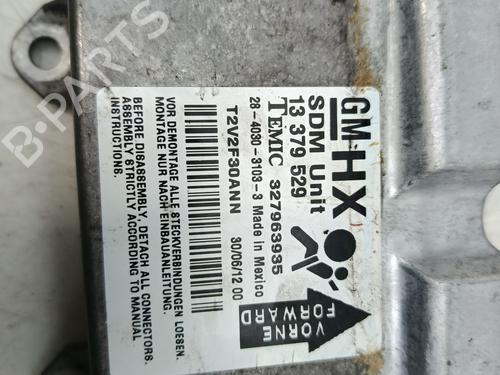 GM HX
SDM Unit
13 379 529
TEMIC 327963935
28-4030-3103-3 Made in Mexico
T2V2F30ANN 30/06/12 00
VORNE
FORWARD
VOR DEMONTAGE ALLE STECKVERBINDUNGEN LOESEN.
MONTAGE NUR NACH EINBAUANLEITUNG.
BEFORE DISASSEMBLY, DETACH ALL CONNECTORS.
ASSEMBLY STRICTLY ACCORDING TO MOUNTING
INSTRUCTIONS.
B-PARTS